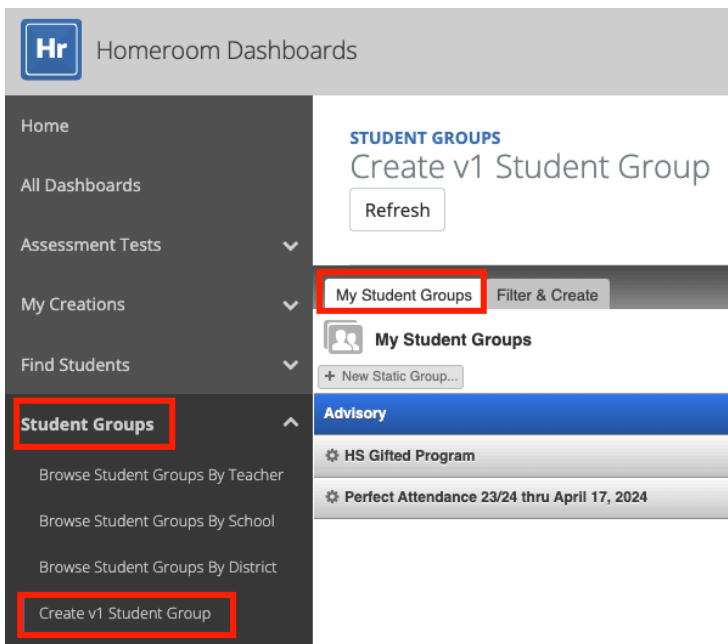 Hr
Homeroom Dashboards
Home
All Dashboards
Assessment Tests
My Creations
Find Students
Student Groups
Browse Student Groups By Teacher
Browse Student Groups By School
Browse Student Groups By District
Create v1 Student Group
STUDENT GROUPS
Create v1 Student Group
Refresh
My Student Groups
Filter & Create
My Student Groups
+ New Static Group...
Advisory
HS Gifted Program
Perfect Attendance 23/24 thru April 17, 2024